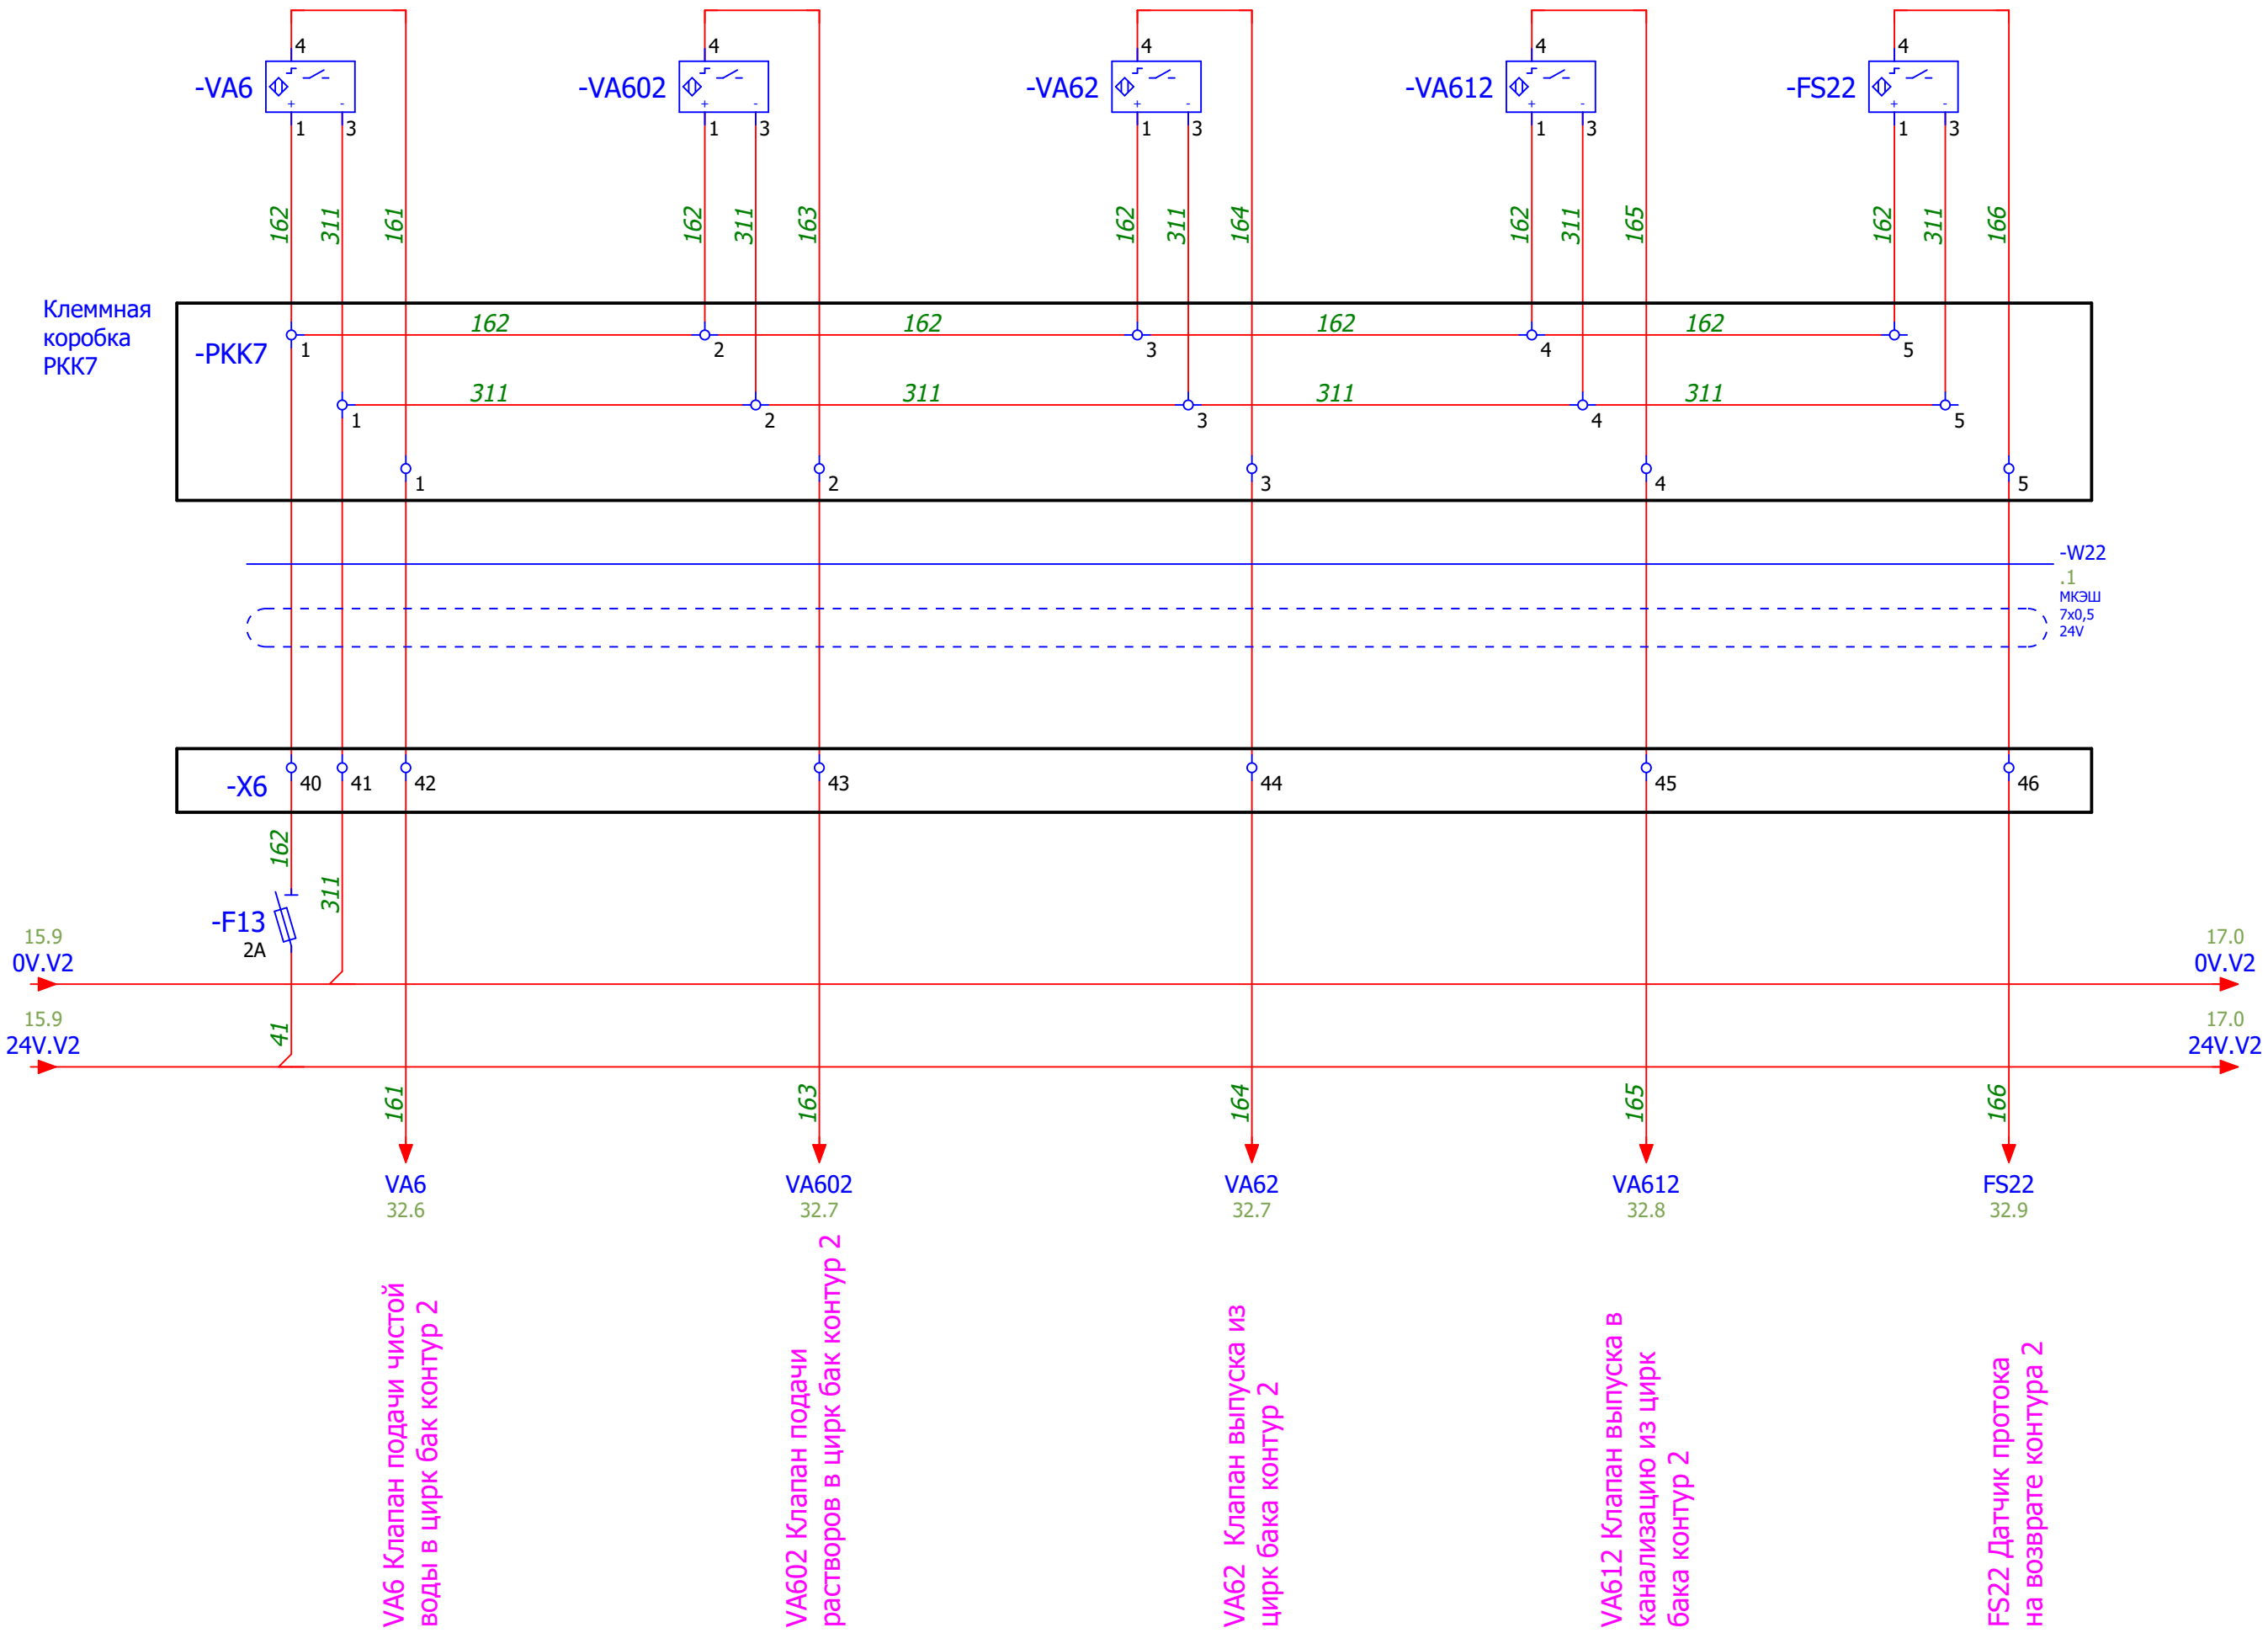 4 4 4 4 4
-VA6 -VA602 -VA62 -VA612 -FS22
+ - + - + - + - + -
1 3 1 3 1 3 1 3 1 3
162 311 161 162 311 163 162 311 164 162 311 165 162 311 166
Клеммная
коробка
РКК7
-РКК7
162 162 162 162
1 2 3 4 5
311 311 311 311
1 2 3 4 5
1 2 3 4 5
-W22
.1
МКЭШ
7x0,5
24V
-X6
40 41 42 43 44 45 46
162
311
-F13
2A
15.9
0V.V2
17.0
0V.V2
41
15.9
24V.V2
17.0
24V.V2
161 163 164 165 166
VA6 VA602 VA62 VA612 FS22
32.6 32.7 32.7 32.8 32.9
VA6 Клапан подачи чистой
воды в цирк бак контур 2
VA602 Клапан подачи
растворов в цирк бак контур 2
VA62 Клапан выпуска из
цирк бака контур 2
VA612 Клапан выпуска в
канализацию из цирк
бака контур 2
FS22 Датчик протока
на возврате контура 2